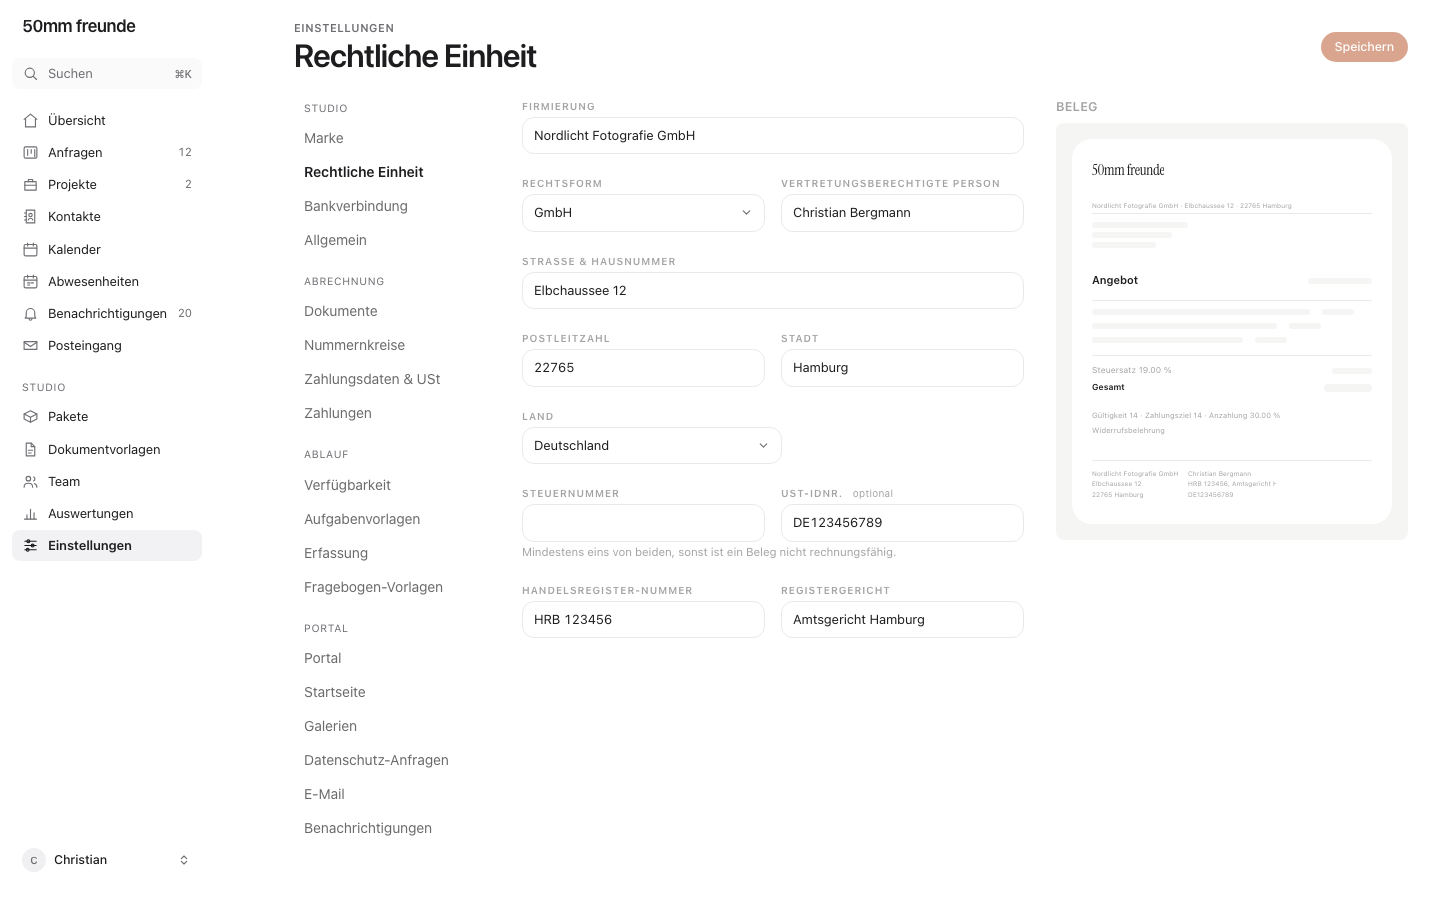 50mm freunde
Suchen ⌘K
Übersicht
Anfragen 12
Projekte 2
Kontakte
Kalender
Abwesenheiten
Benachrichtigungen 20
Posteingang
STUDIO
Pakete
Dokumentvorlagen
Team
Auswertungen
Einstellungen
C Christian
EINSTELLUNGEN
Rechtliche Einheit
Speichern
STUDIO
Marke
Rechtliche Einheit
Bankverbindung
Allgemein
ABRECHNUNG
Dokumente
Nummernkreise
Zahlungsdaten & USt
Zahlungen
ABLAUF
Verfügbarkeit
Aufgabenvorlagen
Erfassung
Fragebogen-Vorlagen
PORTAL
Portal
Startseite
Galerien
Datenschutz-Anfragen
E-Mail
Benachrichtigungen
FIRMIERUNG
Nordlicht Fotografie GmbH
RECHTSFORM VERTRETUNGSBERECHTIGTE PERSON
GmbH Christian Bergmann
STRASSE & HAUSNUMMER
Elbchaussee 12
POSTLEITZAHL STADT
22765 Hamburg
LAND
Deutschland
STEUERNUMMER UST-IDNR. optional
DE123456789
Mindestens eins von beiden, sonst ist ein Beleg nicht rechnungsfähig.
HANDELSREGISTER-NUMMER REGISTERGERICHT
HRB 123456 Amtsgericht Hamburg
BELEG
50mm freunde
Nordlicht Fotografie GmbH · Elbchaussee 12 · 22765 Hamburg
Angebot
Steuersatz 19.00 %
Gesamt
Gültigkeit 14 · Zahlungsziel 14 · Anzahlung 30.00 %
Widerrufsbelehrung
Nordlicht Fotografie GmbH Christian Bergmann
Elbchaussee 12 HRB 123456, Amtsgericht
22765 Hamburg DE123456789